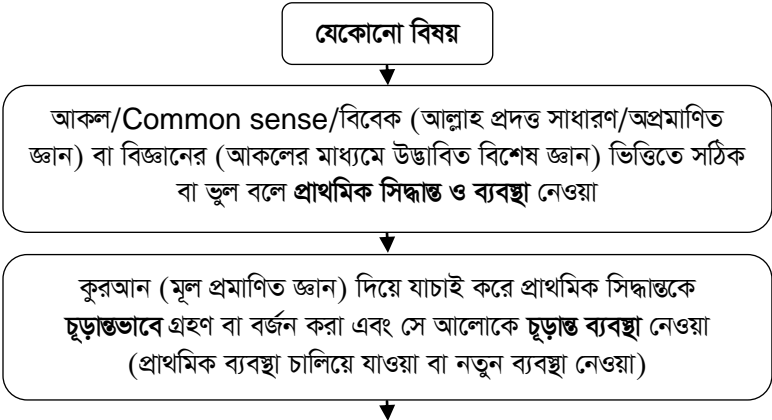 যেকোনো বিষয়
আকল/Common sense/বিবেক (আল্লাহ প্রদত্ত সাধারণ/অপ্রমাণিত
জ্ঞান) বা বিজ্ঞানের (আকলের মাধ্যমে উদ্ভাবিত বিশেষ জ্ঞান) ভিত্তিতে সঠিক
বা ভুল বলে প্রাথমিক সিদ্ধান্ত ও ব্যবস্থা নেওয়া
কুরআন (মূল প্রমাণিত জ্ঞান) দিয়ে যাচাই করে প্রাথমিক সিদ্ধান্তকে
চূড়ান্তভাবে গ্রহণ বা বর্জন করা এবং সে আলোকে চূড়ান্ত ব্যবস্থা নেওয়া
(প্রাথমিক ব্যবস্থা চালিয়ে যাওয়া বা নতুন ব্যবস্থা নেওয়া)